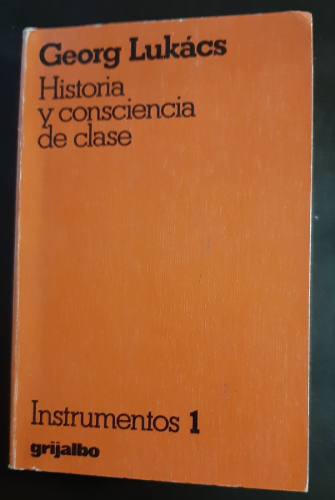 Georg Lukács
Historia
y consciencia
de clase
Instrumentos 1
grijalbo